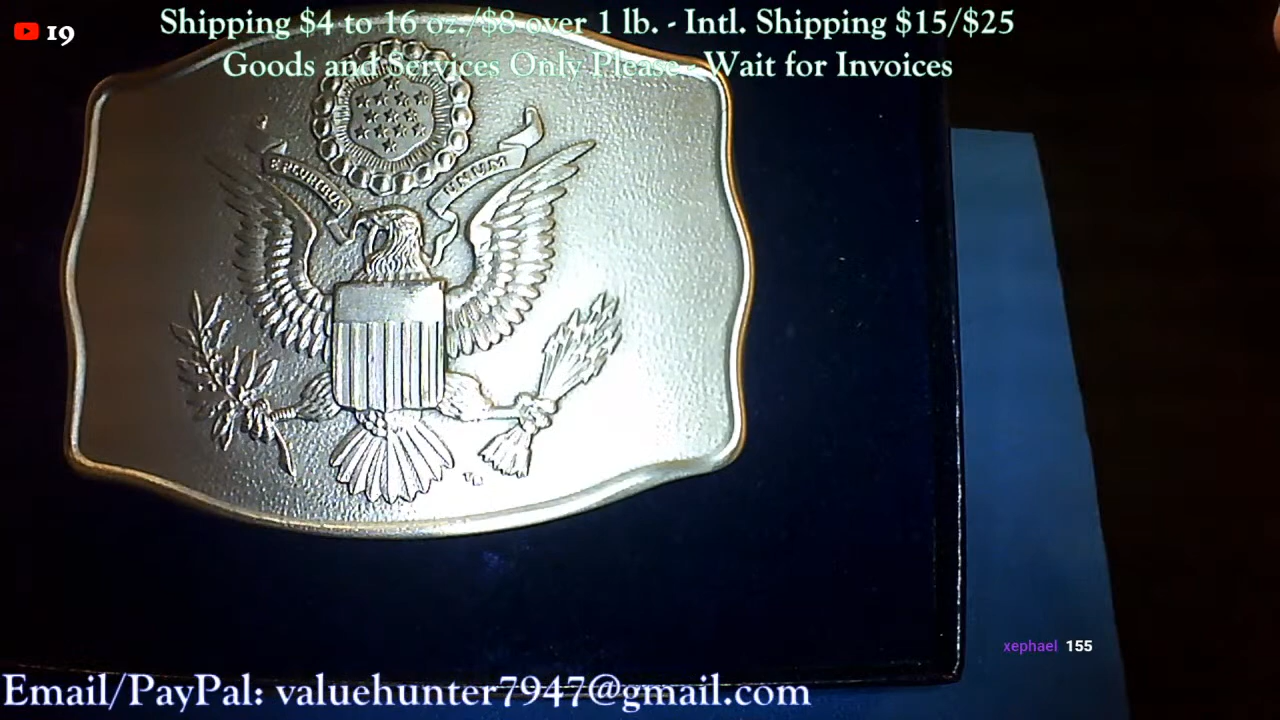 19
Shipping $4 to 16 oz./$8 over 1 lb. - Intl. Shipping $15/$25
Goods and Services Only Please - Wait for Invoices
E PLURIBUS
UNUM
xephael 155
Email/PayPal: valuehunter7947@gmail.com